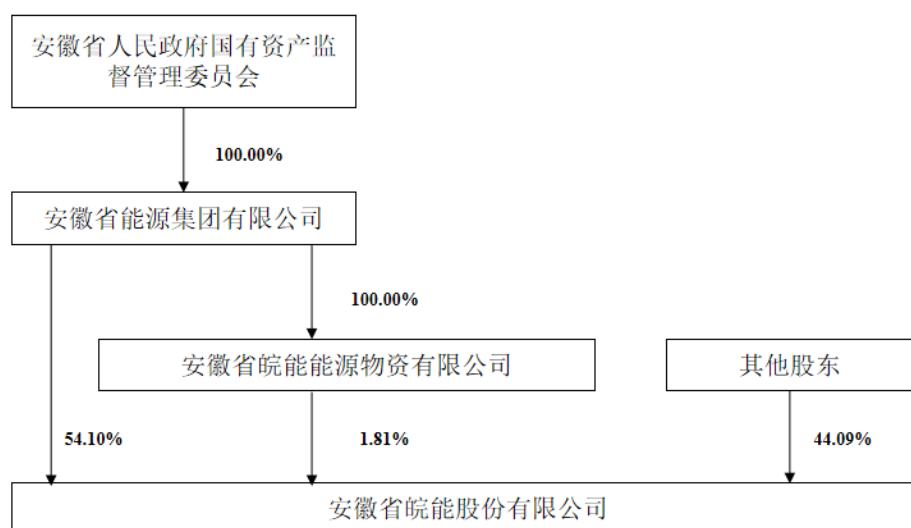 安徽省人民政府国有资产监
督管理委员会
100.00%
安徽省能源集团有限公司
100.00%
安徽省皖能能源物资有限公司
其他股东
54.10%
1.81%
44.09%
安徽省皖能股份有限公司